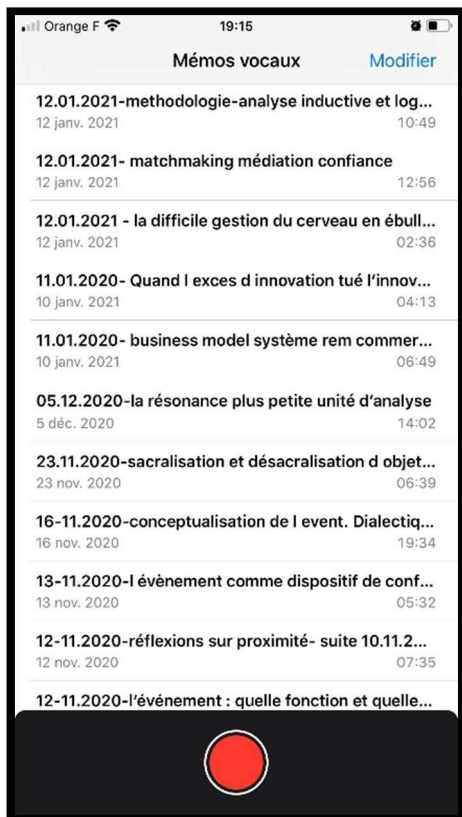 Orange F 19:15
Mémos vocaux Modifier
12.01.2021-methodologie-analyse inductive et log...
12 janv. 2021 10:49
12.01.2021- matchmaking médiation confiance
12 janv. 2021 12:56
12.01.2021 - la difficile gestion du cerveau en ébull...
12 janv. 2021 02:36
11.01.2020- Quand l exces d innovation tué l’innov...
10 janv. 2021 04:13
11.01.2020- business model système rem commer...
10 janv. 2021 06:49
05.12.2020-la résonance plus petite unité d’analyse
5 déc. 2020 14:02
23.11.2020-sacralisation et désacralisation d objet...
23 nov. 2020 06:39
16-11.2020-conceptualisation de l event. Dialectiq...
16 nov. 2020 19:34
13-11.2020-l évènement comme dispositif de conf...
13 nov. 2020 05:32
12-11.2020-réflexions sur proximité- suite 10.11.2...
12 nov. 2020 07:35
12-11.2020-l’événement : quelle fonction et quelle...